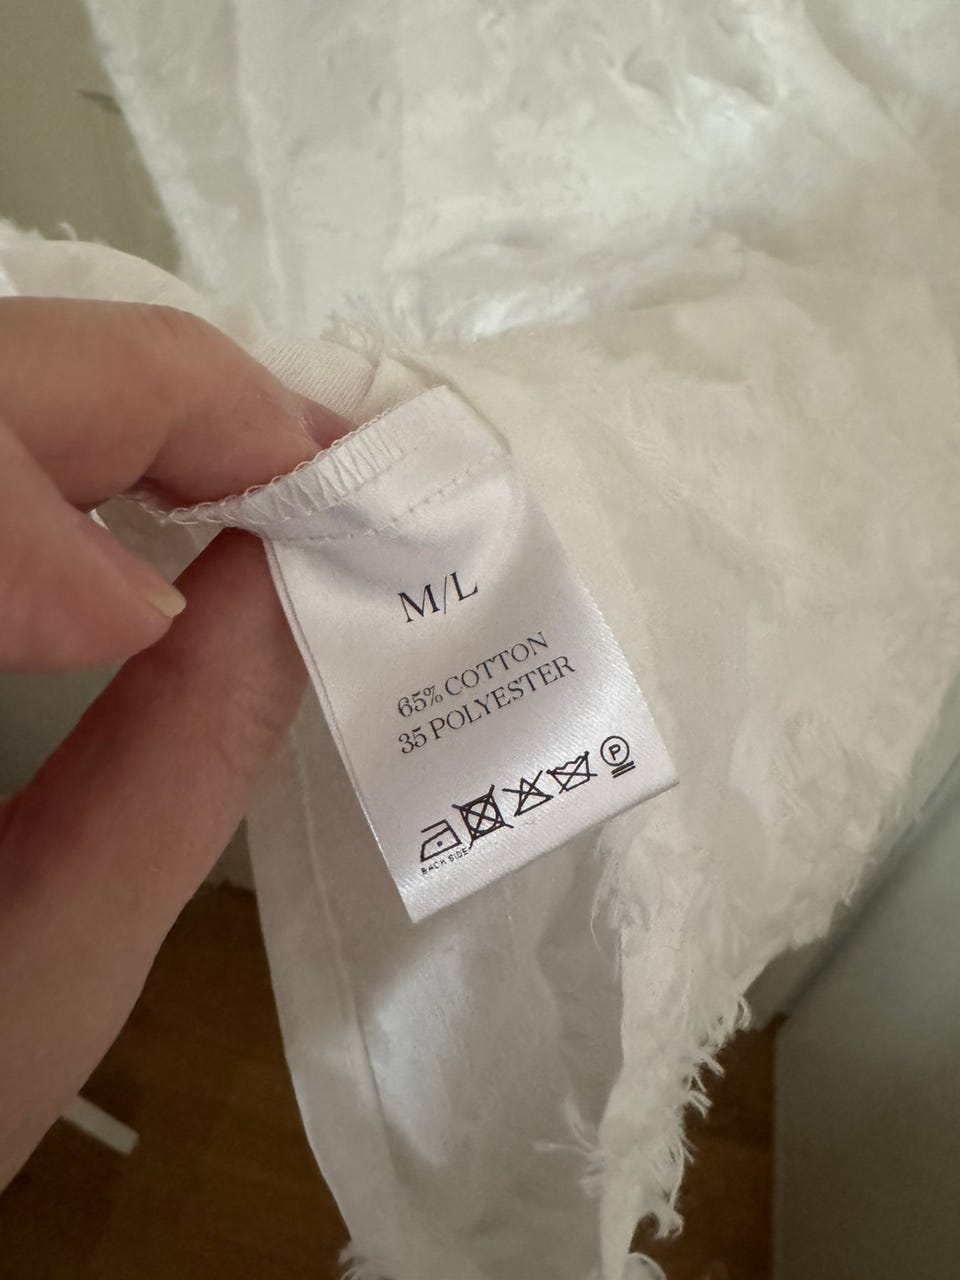 M/L
65% COTTON
35 POLYESTER
BACK SIDE
P